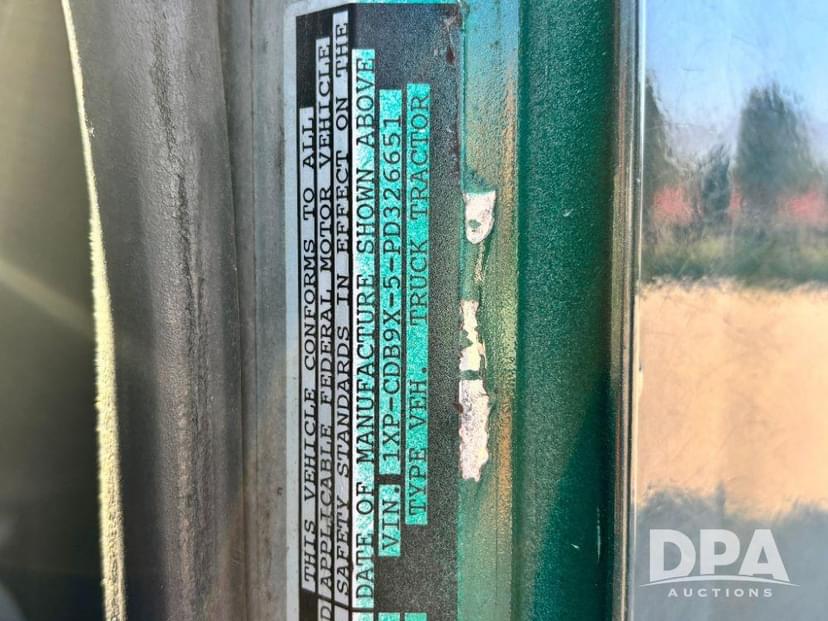 THIS VEHICLE CONFORMS TO ALL
APPLICABLE FEDERAL MOTOR VEHICLE
SAFETY STANDARDS IN EFFECT ON THE
DATE OF MANUFACTURE SHOWN ABOVE
VIN. 1XP-CDB9X-5-PD326651
TYPE VEH. TRUCK TRACTOR
DPA
AUCTIONS